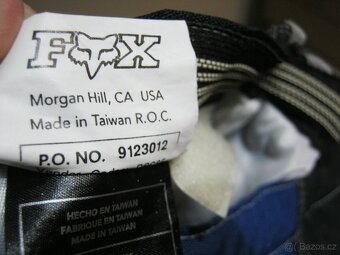 FOX
Morgan Hill, CA USA
Made in Taiwan R.O.C.
P.O. NO. 9123012
HECHO EN TAIWAN
FABRIQUE EN TAIWAN
MADE IN TAIWAN
© sbazar.cz